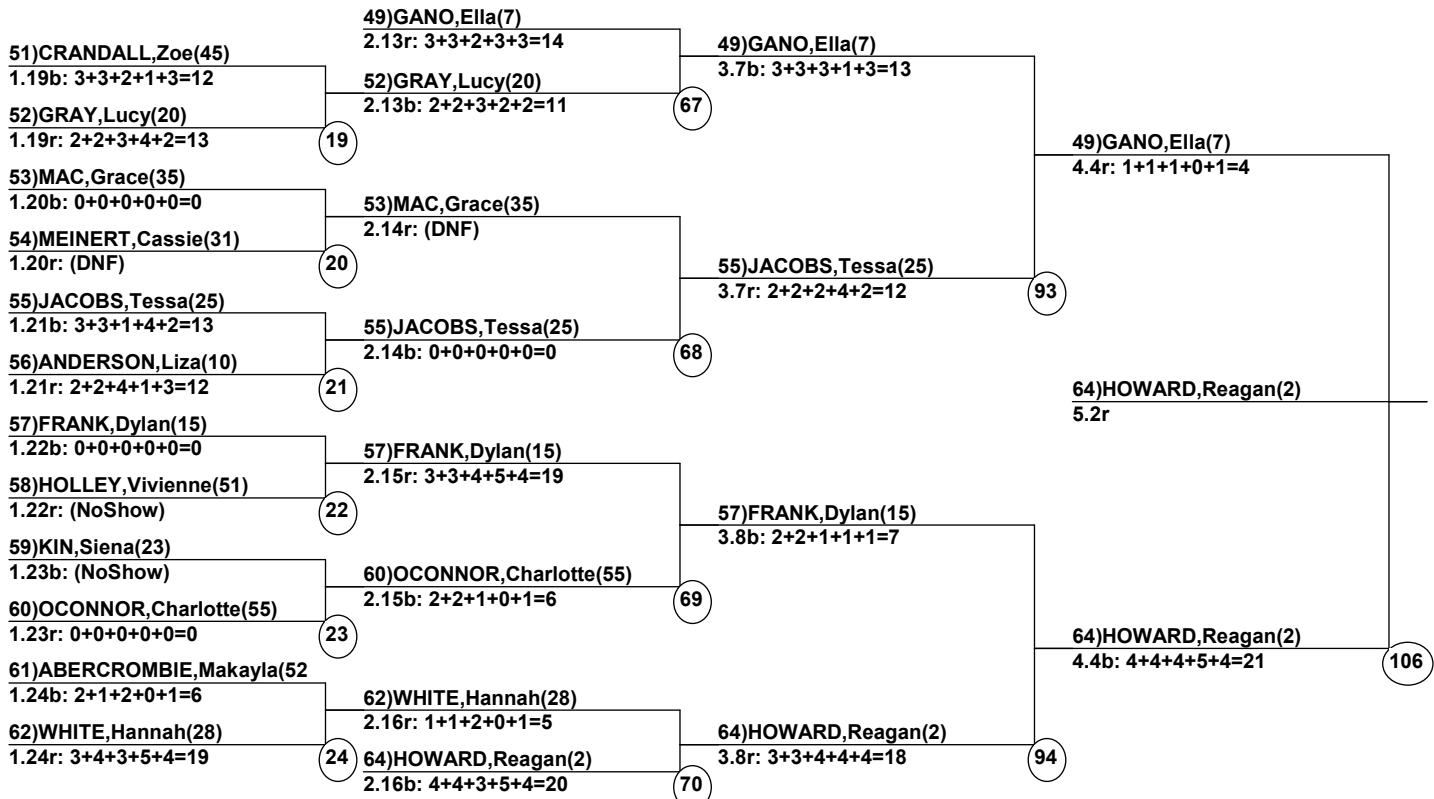 51)CRANDALL,Zoe(45)
1.19b: 3+3+2+1+3=12
52)GRAY,Lucy(20)
1.19r: 2+2+3+4+2=13
19
53)MAC,Grace(35)
1.20b: 0+0+0+0+0=0
54)MEINERT,Cassie(31)
1.20r: (DNF)
20
55)JACOBS,Tessa(25)
1.21b: 3+3+1+4+2=13
56)ANDERSON,Liza(10)
1.21r: 2+2+4+1+3=12
21
57)FRANK,Dylan(15)
1.22b: 0+0+0+0+0=0
58)HOLLEY,Vivienne(51)
1.22r: (NoShow)
22
59)KIN,Siena(23)
1.23b: (NoShow)
60)OCONNOR,Charlotte(55)
1.23r: 0+0+0+0+0=0
23
61)ABERCROMBIE,Makayla(52
1.24b: 2+1+2+0+1=6
62)WHITE,Hannah(28)
1.24r: 3+4+3+5+4=19
24
49)GANO,Ella(7)
2.13r: 3+3+2+3+3=14
52)GRAY,Lucy(20)
2.13b: 2+2+3+2+2=11
67
53)MAC,Grace(35)
2.14r: (DNF)
55)JACOBS,Tessa(25)
2.14b: 0+0+0+0+0=0
68
57)FRANK,Dylan(15)
2.15r: 3+3+4+5+4=19
60)OCONNOR,Charlotte(55)
2.15b: 2+2+1+0+1=6
69
62)WHITE,Hannah(28)
2.16r: 1+1+2+0+1=5
64)HOWARD,Reagan(2)
2.16b: 4+4+3+5+4=20
70
49)GANO,Ella(7)
3.7b: 3+3+3+1+3=13
55)JACOBS,Tessa(25)
3.7r: 2+2+2+4+2=12
93
57)FRANK,Dylan(15)
3.8b: 2+2+1+1+1=7
64)HOWARD,Reagan(2)
3.8r: 3+3+4+4+4=18
94
49)GANO,Ella(7)
4.4r: 1+1+1+0+1=4
64)HOWARD,Reagan(2)
5.2r
64)HOWARD,Reagan(2)
4.4b: 4+4+4+5+4=21
106